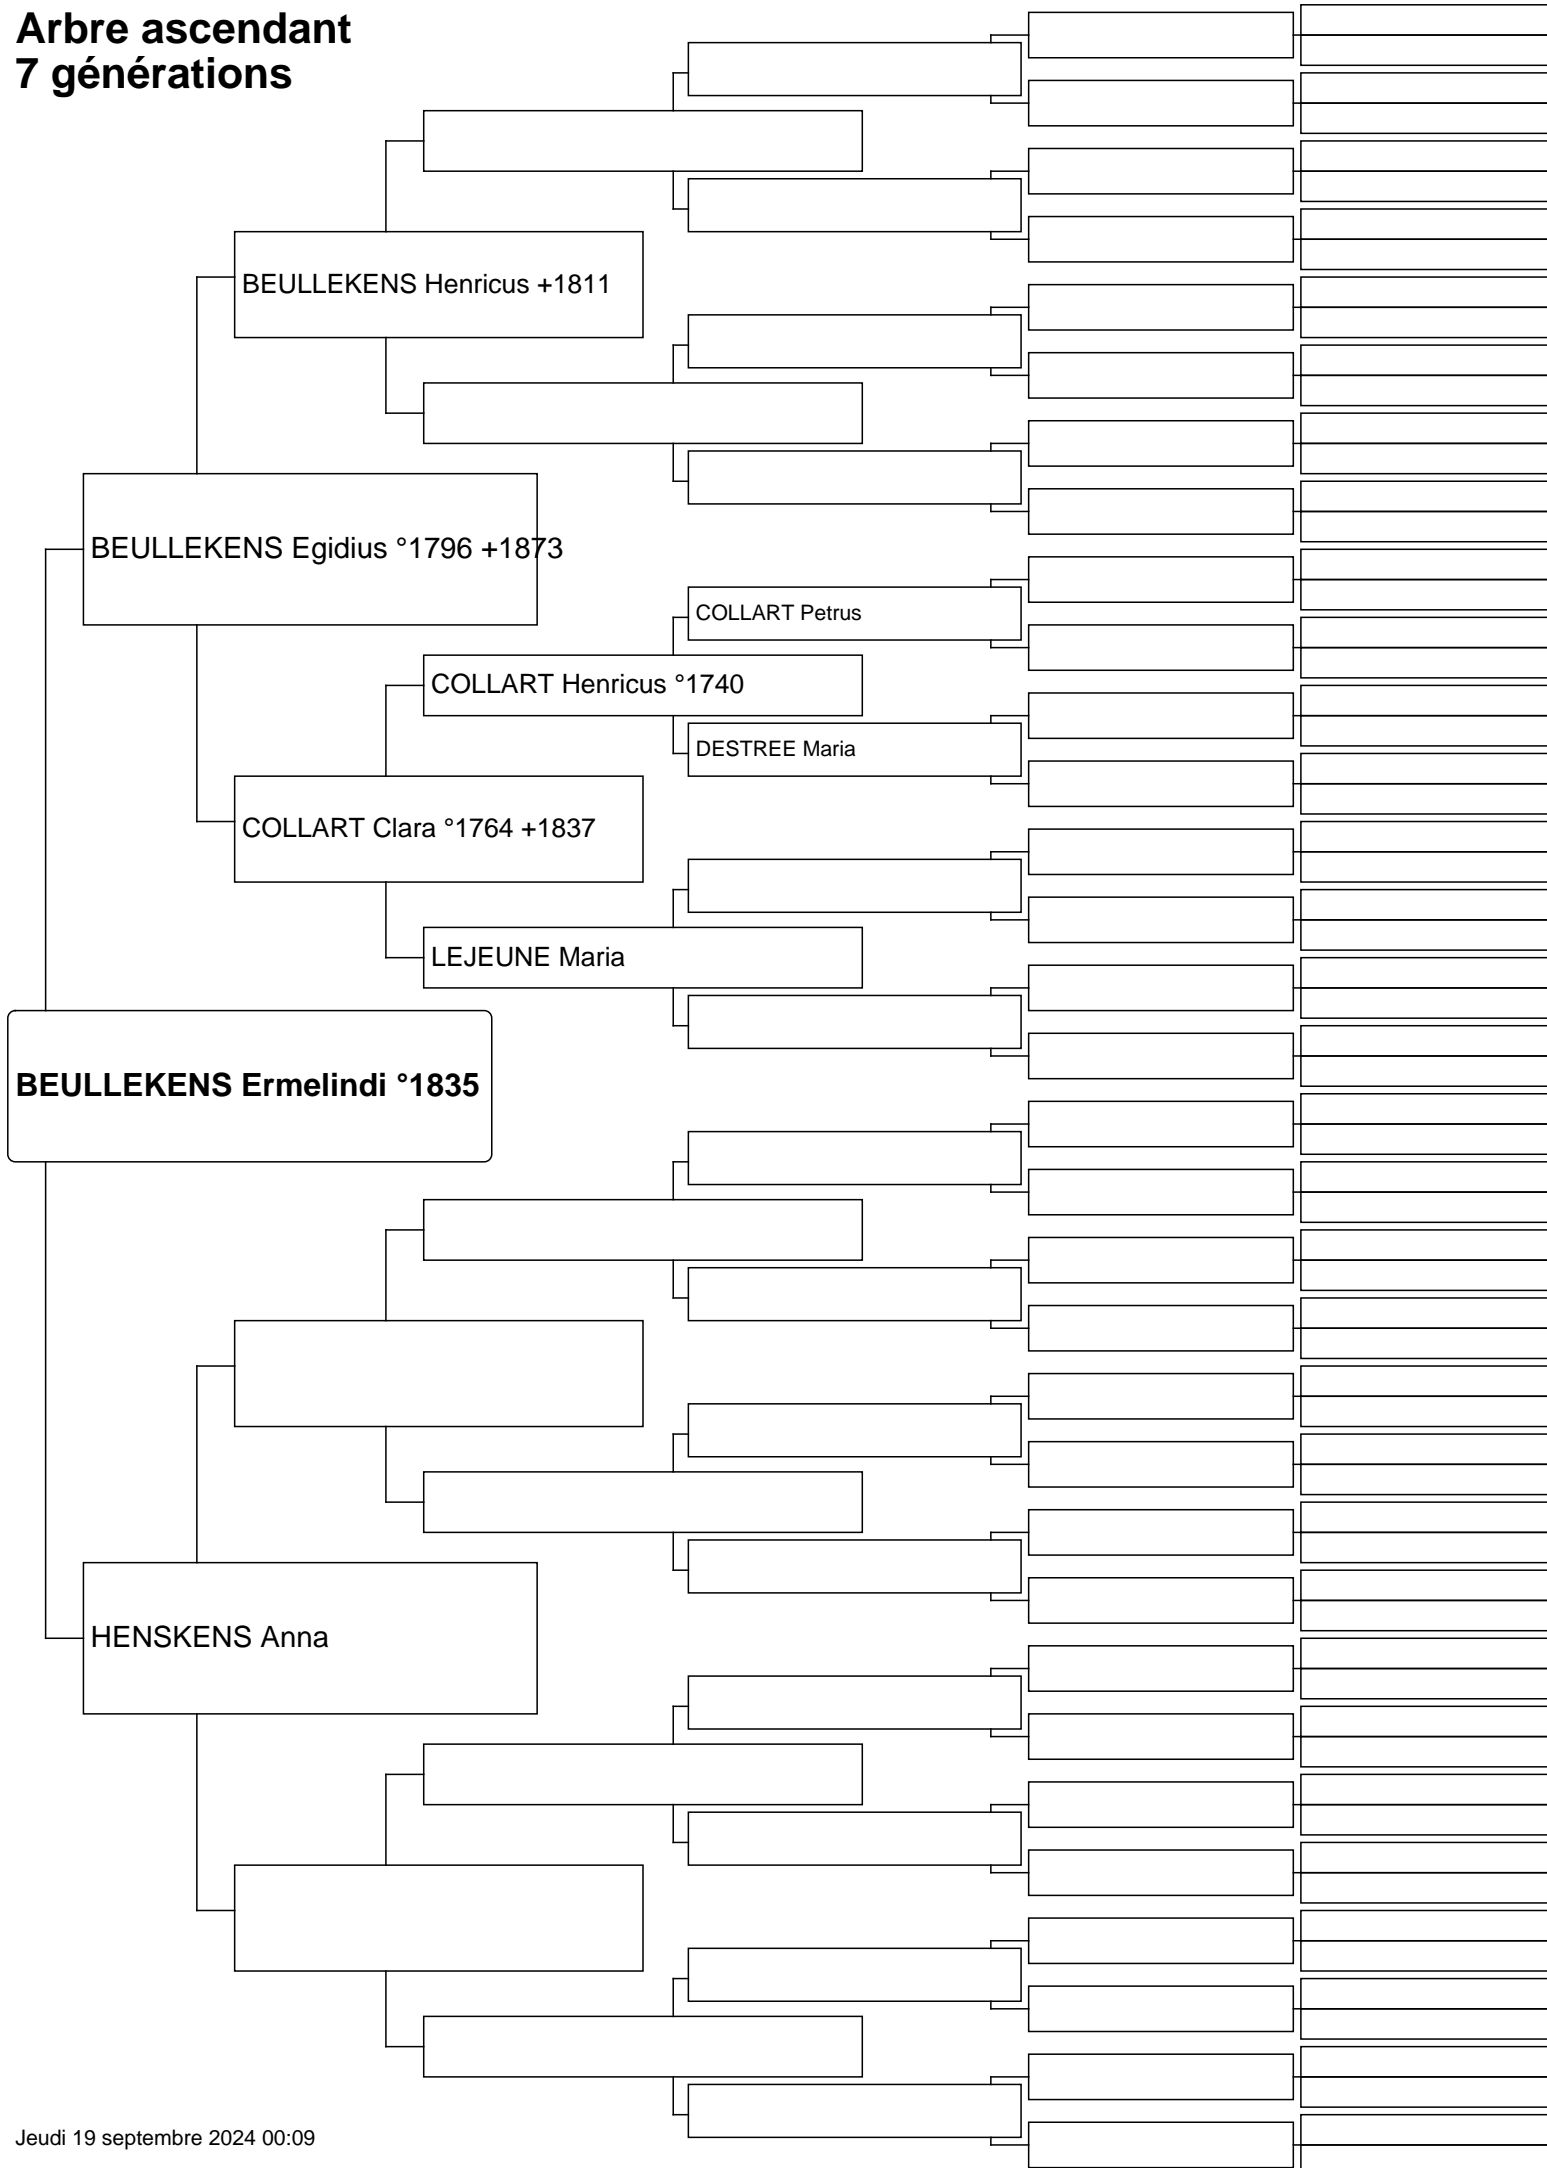 Arbre ascendant
7 générations
BEULLEKENS Henricus +1811
BEULLEKENS Egidius °1796 +1873
COLLART Petrus
COLLART Henricus °1740
DESTREE Maria
COLLART Clara °1764 +1837
LEJEUNE Maria
BEULLEKENS Ermelindi °1835
HENSKENS Anna
Jeudi 19 septembre 2024 00:09